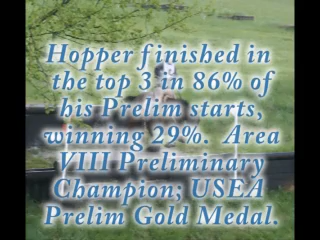 Hopper finished in
the top 3 in 86% of
his Prelim starts,
winning 29%. Area
VIII Preliminary
Champion; USEA
Prelim Gold Medal.